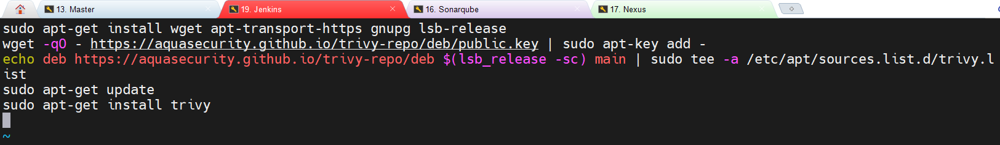 13. Master
19. Jenkins
16. Sonarqube
17. Nexus
sudo apt-get install wget apt-transport-https gnupg lsb-release
wget -qO - https://aquasecurity.github.io/trivy-repo/deb/public.key | sudo apt-key add -
echo deb https://aquasecurity.github.io/trivy-repo/deb $(lsb_release -sc) main | sudo tee -a /etc/apt/sources.list.d/trivy.l
ist
sudo apt-get update
sudo apt-get install trivy
~